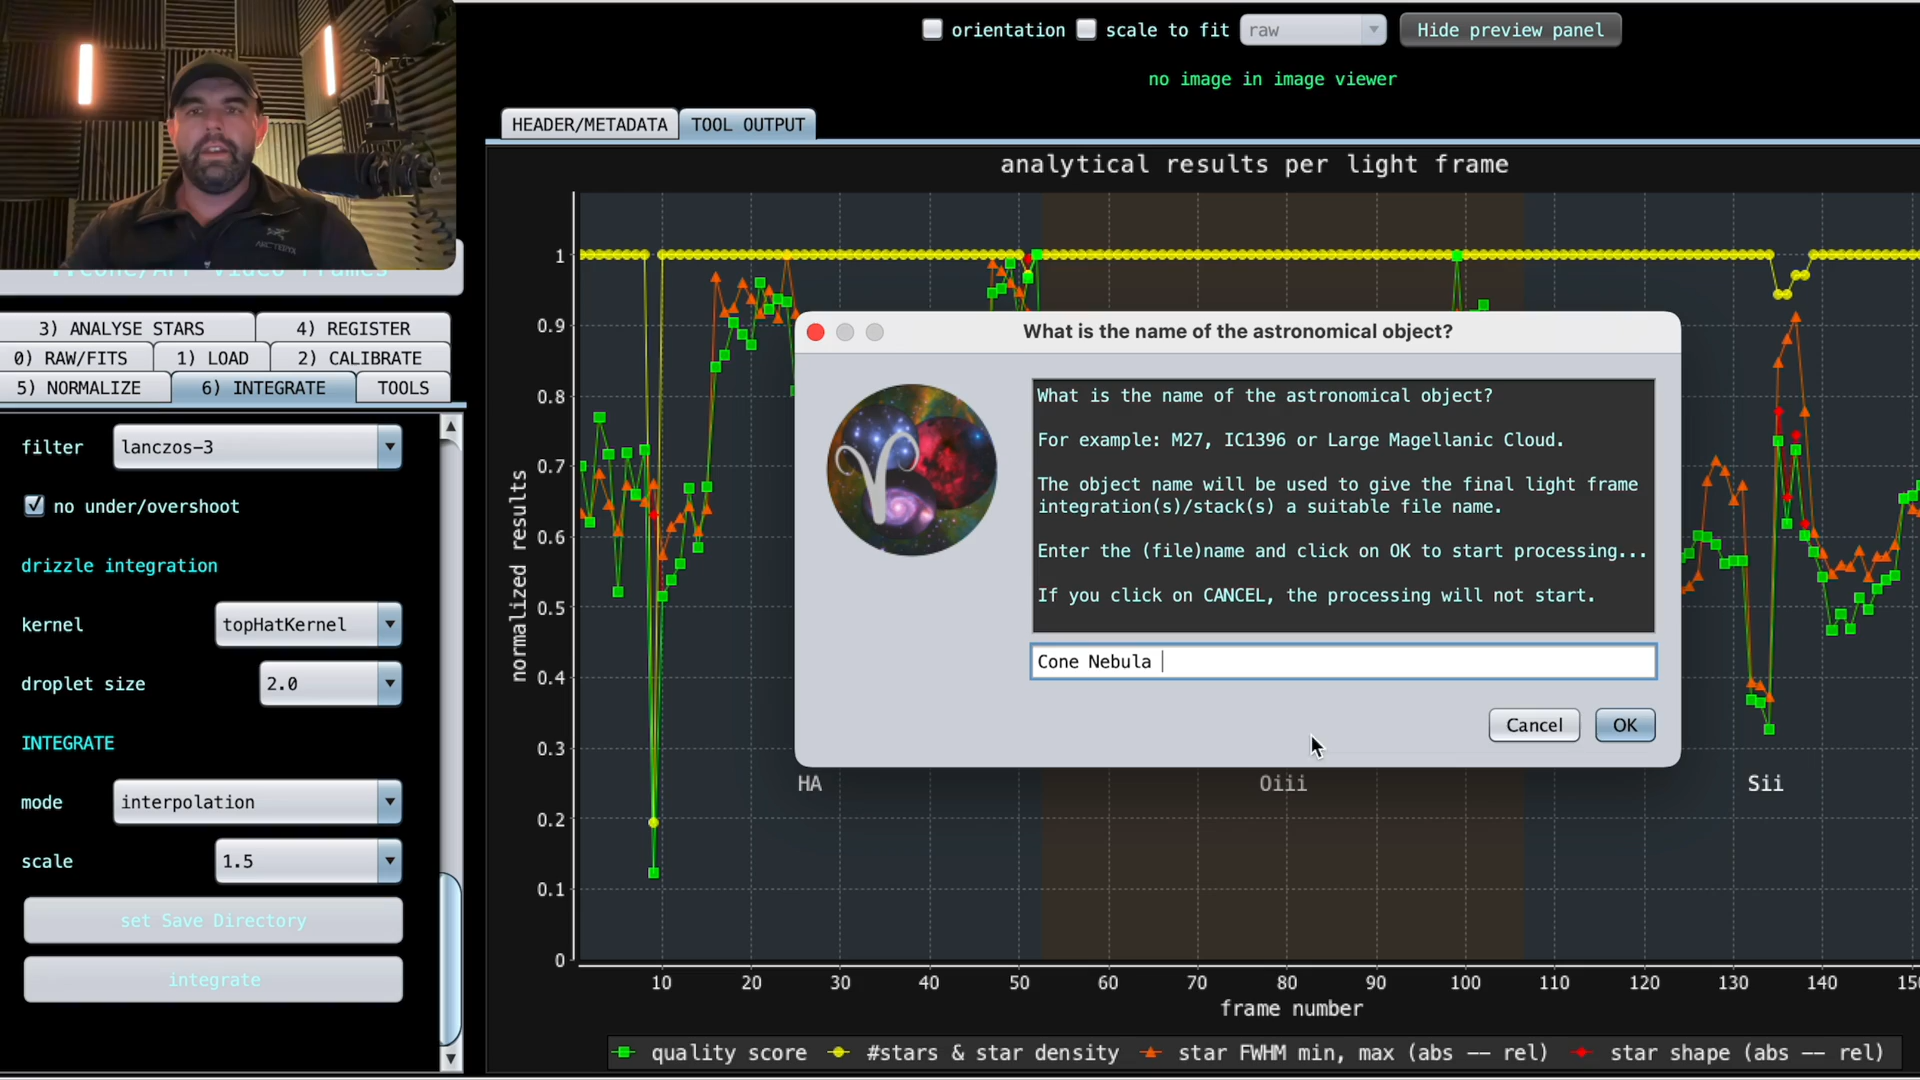 orientation
scale to fit
raw
Hide preview panel
no image in image viewer
ARC'TERYX
HEADER/METADATA
TOOL OUTPUT
3) ANALYSE STARS
4) REGISTER
0) RAW/FITS
1) LOAD
2) CALIBRATE
5) NORMALIZE
6) INTEGRATE
TOOLS
filter
lanczos-3
no under/overshoot
drizzle integration
kernel
topHatKernel
droplet size
2.0
INTEGRATE
mode
interpolation
scale
1.5
set Save Directory
integrate
analytical results per light frame
normalized results
1
0.9
0.8
0.7
0.6
0.5
0.4
0.3
0.2
0.1
0
What is the name of the astronomical object?
What is the name of the astronomical object?
For example: M27, IC1396 or Large Magellanic Cloud.
The object name will be used to give the final light frame
integration(s)/stack(s) a suitable file name.
Enter the (file)name and click on OK to start processing...
If you click on CANCEL, the processing will not start.
Cone Nebula
Cancel
OK
HA
Oiii
Sii
10 20 30 40 50 60 70 80 90 100 110 120 130 140
frame number
quality score
#stars & star density
star FWHM min, max (abs -- rel)
star shape (abs -- rel)